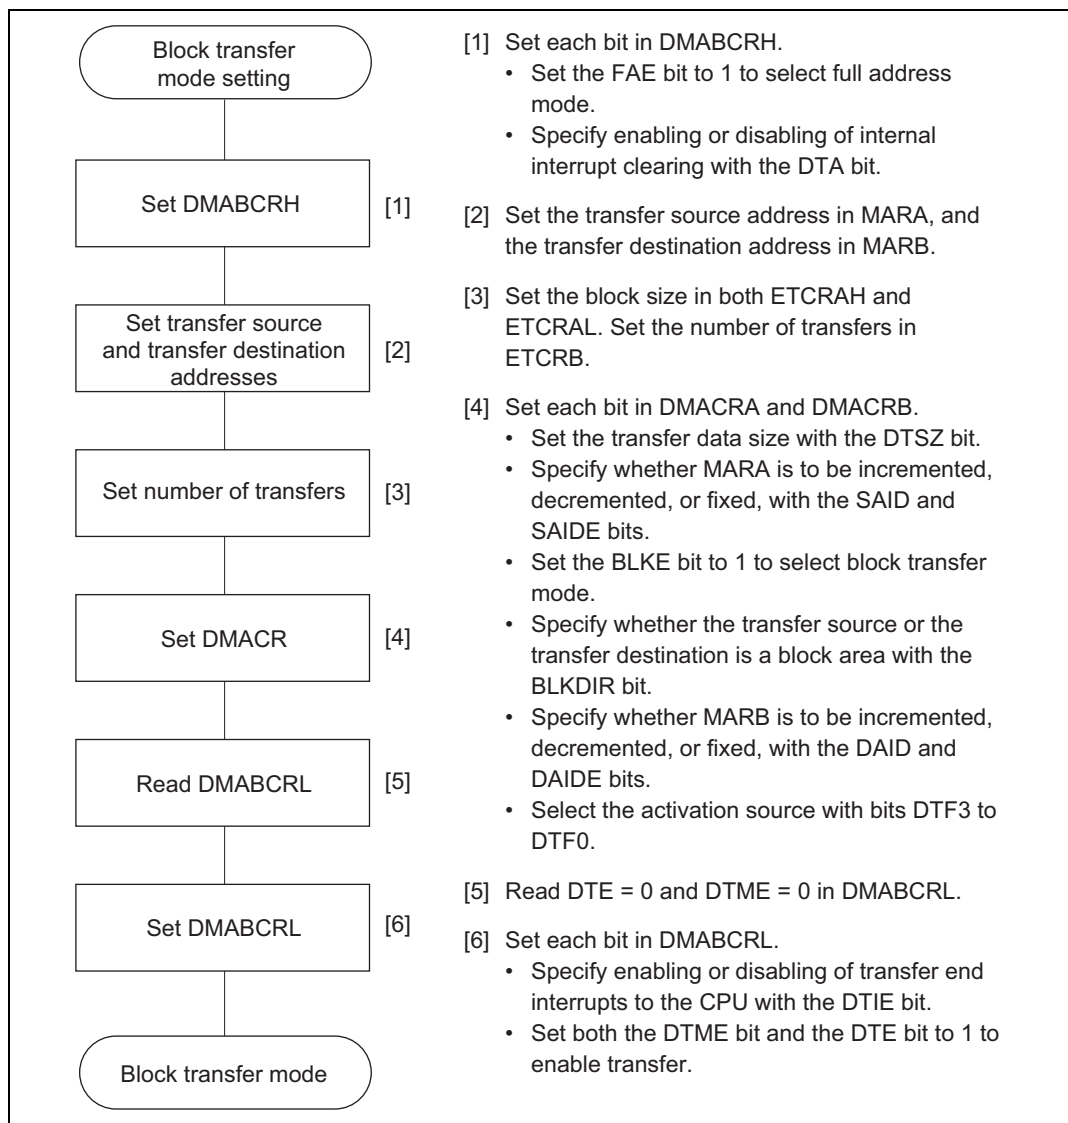 Block transfer
mode setting
Set DMABCRH
[1]
Set transfer source
and transfer destination
addresses
[2]
Set number of transfers
[3]
Set DMACR
[4]
Read DMABCRL
[5]
Set DMABCRL
[6]
Block transfer mode
[1] Set each bit in DMABCRH.
• Set the FAE bit to 1 to select full address
mode.
• Specify enabling or disabling of internal
interrupt clearing with the DTA bit.
[2] Set the transfer source address in MARA, and
the transfer destination address in MARB.
[3] Set the block size in both ETCRAH and
ETCRAL. Set the number of transfers in
ETCRB.
[4] Set each bit in DMACRA and DMACRB.
• Set the transfer data size with the DTSZ bit.
• Specify whether MARA is to be incremented,
decremented, or fixed, with the SAID and
SAIDE bits.
• Set the BLKE bit to 1 to select block transfer
mode.
• Specify whether the transfer source or the
transfer destination is a block area with the
BLKDIR bit.
• Specify whether MARB is to be incremented,
decremented, or fixed, with the DAID and
DAIDE bits.
• Select the activation source with bits DTF3 to
DTF0.
[5] Read DTE = 0 and DTME = 0 in DMABCRL.
[6] Set each bit in DMABCRL.
• Specify enabling or disabling of transfer end
interrupts to the CPU with the DTIE bit.
• Set both the DTME bit and the DTE bit to 1 to
enable transfer.